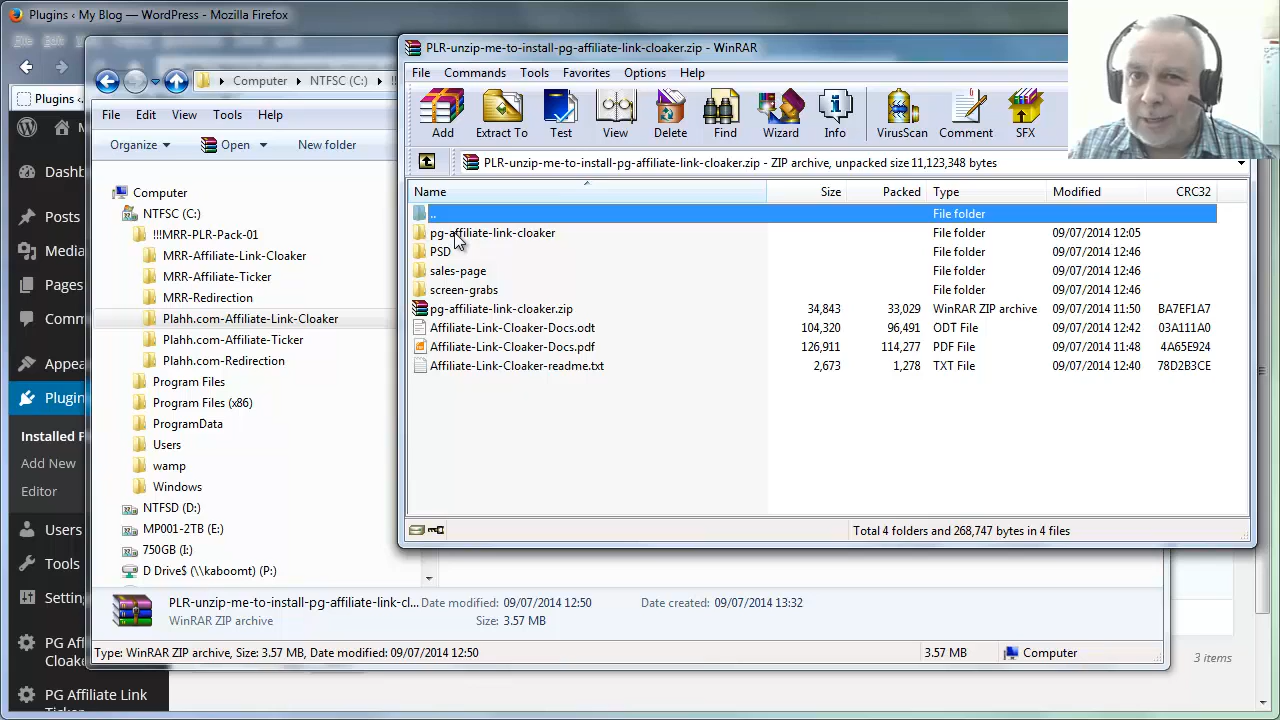 Plugins ‹ My Blog — WordPress - Mozilla Firefox
PLR-unzip-me-to-install-pg-affiliate-link-cloaker.zip - WinRAR
File Commands Tools Favorites Options Help
Add Extract To Test View Delete Find Wizard Info VirusScan Comment SFX
PLR-unzip-me-to-install-pg-affiliate-link-cloaker.zip - ZIP archive, unpacked size 11,123,348 bytes
Name Size Packed Type Modified CRC32
.. File folder
pg-affiliate-link-cloaker File folder 09/07/2014 12:05
PSD File folder 09/07/2014 12:46
sales-page File folder 09/07/2014 12:46
screen-grabs File folder 09/07/2014 12:46
pg-affiliate-link-cloaker.zip 34,843 33,029 WinRAR ZIP archive 09/07/2014 11:50 BA7EF1A7
Affiliate-Link-Cloaker-Docs.odt 104,320 96,491 ODT File 09/07/2014 12:42 03A111A0
Affiliate-Link-Cloaker-Docs.pdf 126,911 114,277 PDF File 09/07/2014 11:48 4A65E924
Affiliate-Link-Cloaker-readme.txt 2,673 1,278 TXT File 09/07/2014 12:40 78D2B3CE
Total 4 folders and 268,747 bytes in 4 files
Computer NTFSC (C:)
File Edit View Tools Help
Organize Open New folder
Computer
NTFSC (C:)
!!!MRR-PLR-Pack-01
MRR-Affiliate-Link-Cloaker
MRR-Affiliate-Ticker
MRR-Redirection
Plahh.com-Affiliate-Link-Cloaker
Plahh.com-Affiliate-Ticker
Plahh.com-Redirection
Program Files
Program Files (x86)
ProgramData
Users
wamp
Windows
NTFSD (D:)
MP001-2TB (E:)
750GB (I:)
D Drive$ (\\kaboomt) (P:)
PLR-unzip-me-to-install-pg-affiliate-link-cl... Date modified: 09/07/2014 12:50 Date created: 09/07/2014 13:32
WinRAR ZIP archive Size: 3.57 MB
Type: WinRAR ZIP archive, Size: 3.57 MB, Date modified: 09/07/2014 12:50 3.57 MB Computer
Plugins ‹
Posts
Media
Pages
Plugin
Installed
Add New
Editor
Users
Tools
PG Aff
Cloake
PG Affiliate Link
3 items